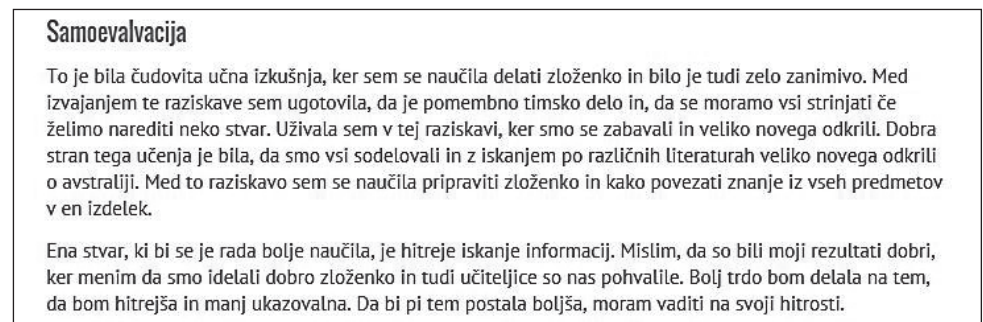 Samoevalvacija
To je bila čudovita učna izkušnja, ker sem se naučila delati zloženko in bilo je tudi zelo zanimivo. Med
izvajanjem te raziskave sem ugotovila, da je pomembno timsko delo in, da se moramo vsi strinjati če
želimo narediti neko stvar. Uživala sem v tej raziskavi, ker smo se zabavali in veliko novega odkrili. Dobra
stran tega učenja je bila, da smo vsi sodelovali in z iskanjem po različnih literaturah veliko novega odkrili
o avstraliji. Med to raziskavo sem se naučila pripraviti zloženko in kako povezati znanje iz vseh predmetov
v en izdelek.
Ena stvar, ki bi se je rada bolje naučila, je hitreje iskanje informacij. Mislim, da so bili moji rezultati dobri,
ker menim da smo idelali dobro zloženko in tudi učiteljice so nas pohvalile. Bolj trdo bom delala na tem,
da bom hitrejša in manj ukazovalna. Da bi pi tem postala boljša, moram vaditi na svoji hitrosti.